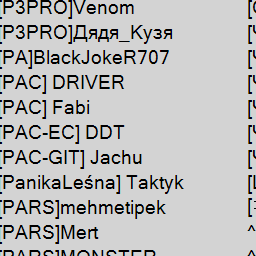 [P3PRO]Venom
[P3PRO]Дядя_Кузя
[PA]BlackJokeR707
[PAC] DRIVER
[PAC] Fabi
[PAC-EC] DDT
[PAC-GIT] Jachu
[PanikaLeśna] Taktyk
[PARS]mehmetipek
[PARS]Mert
[PARS]MONSTER